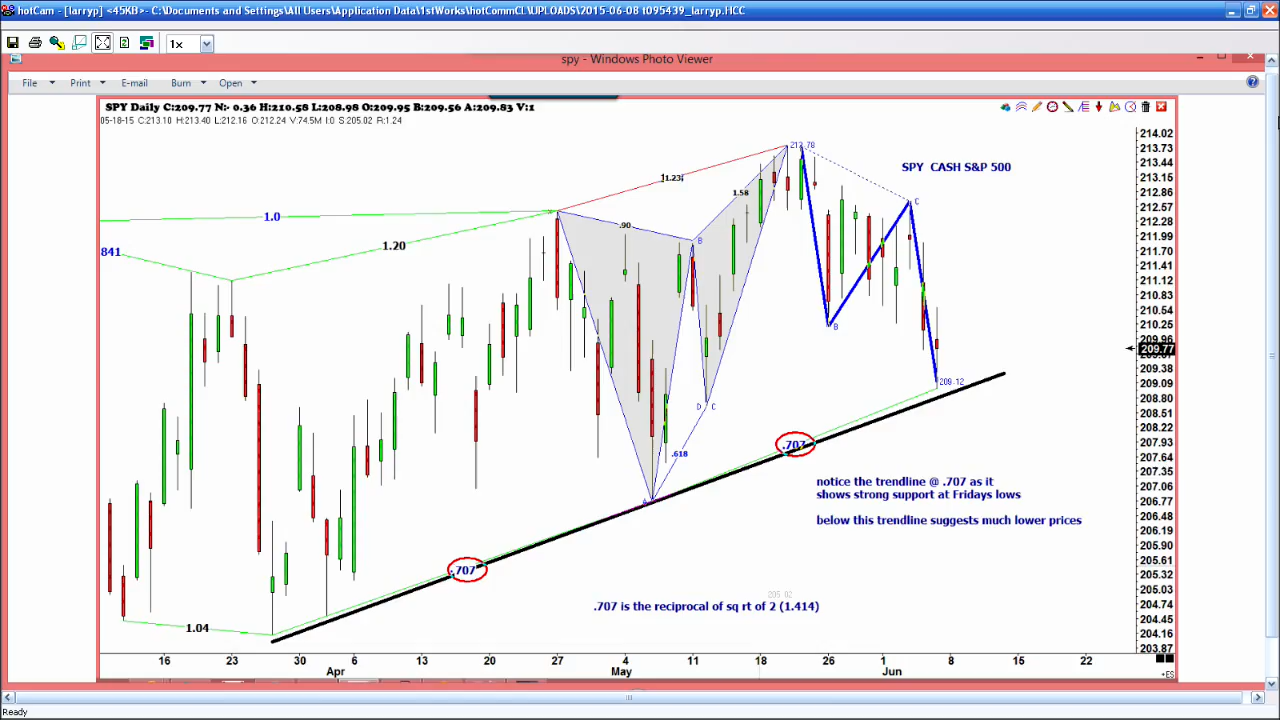 hotCam - [larryp] <45KB> - C:\Documents and Settings\All Users\Application Data\1stWorks\hotCommCL\UPLOADS\2015-06-08 t095439_larryp.HCC
1x
spy - Windows Photo Viewer
File Print E-mail Burn Open
SPY Daily C:209.77 N:- 0.36 H:210.58 L:208.98 O:209.95 B:209.56 A:209.83 V:1
05-18-15 C:213.10 H:213.40 L:212.16 O:212.24 V:74.5M I:0 S:205.02 R:1.24
214.02
213.73
213.44
213.15
212.86
212.57
212.28
211.99
211.70
211.41
211.12
210.83
210.54
210.26
209.96
209.77
209.38
209.09
208.80
208.51
208.22
207.93
207.64
207.35
207.06
206.77
206.48
206.19
205.90
205.61
205.32
205.03
204.74
204.45
204.16
203.87
213.78
SPY CASH S&P 500
1.23
1.58
C
1.0
.90
B
1.20
841
B
209.12
D C
.707
.618
A
notice the trendline @ .707 as it
shows strong support at Fridays lows
below this trendline suggests much lower prices
.707
205.02
.707 is the reciprocal of sq rt of 2 (1.414)
1.04
16 23 30 6 13 20 27 4 11 18 26 1 8 15 22
Apr May Jun
+ES
Ready